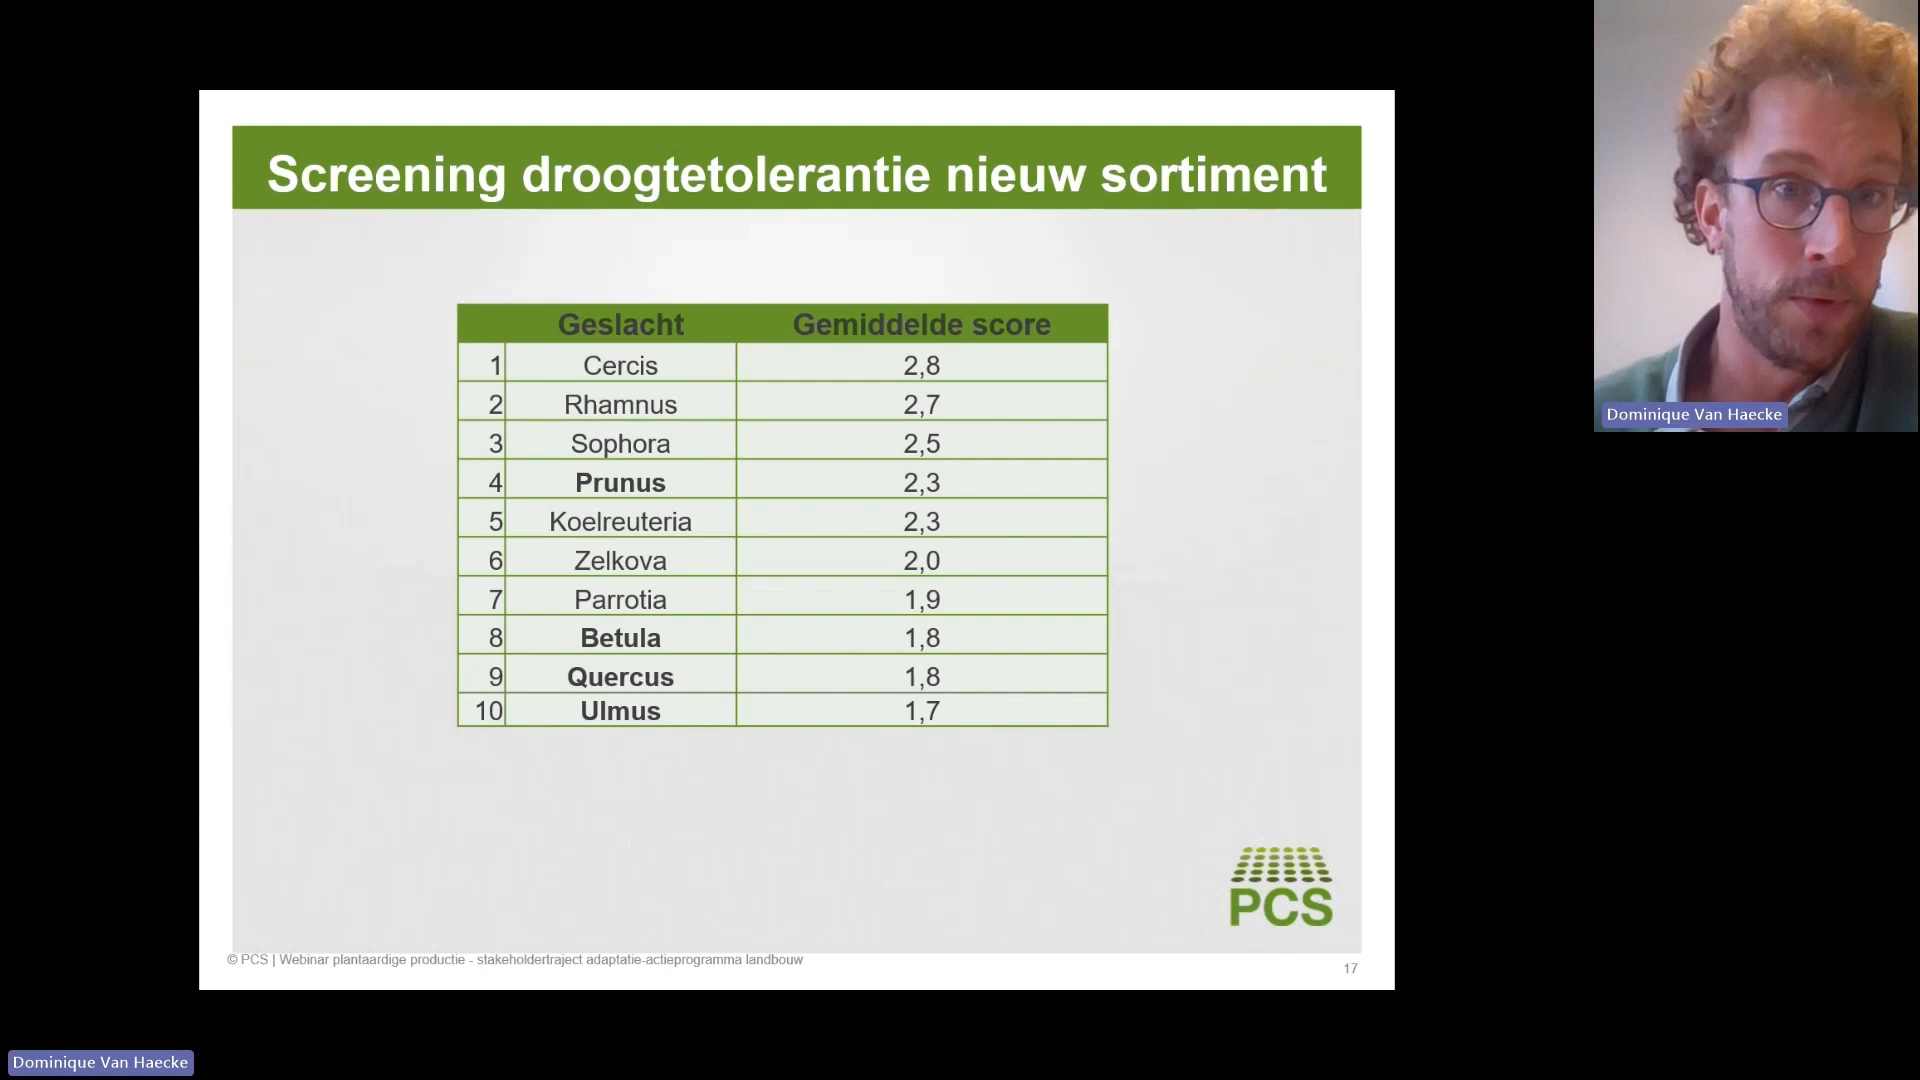 Screening droogtetolerantie nieuw sortiment
Geslacht Gemiddelde score
1 Cercis 2,8
2 Rhamnus 2,7
3 Sophora 2,5
4 Prunus 2,3
5 Koelreuteria 2,3
6 Zelkova 2,0
7 Parrotia 1,9
8 Betula 1,8
9 Quercus 1,8
10 Ulmus 1,7
PCS
© PCS | Webinar plantaardige productie - stakeholdertraject adaptatie-actieprogramma landbouw
17
Dominique Van Haecke
Dominique Van Haecke